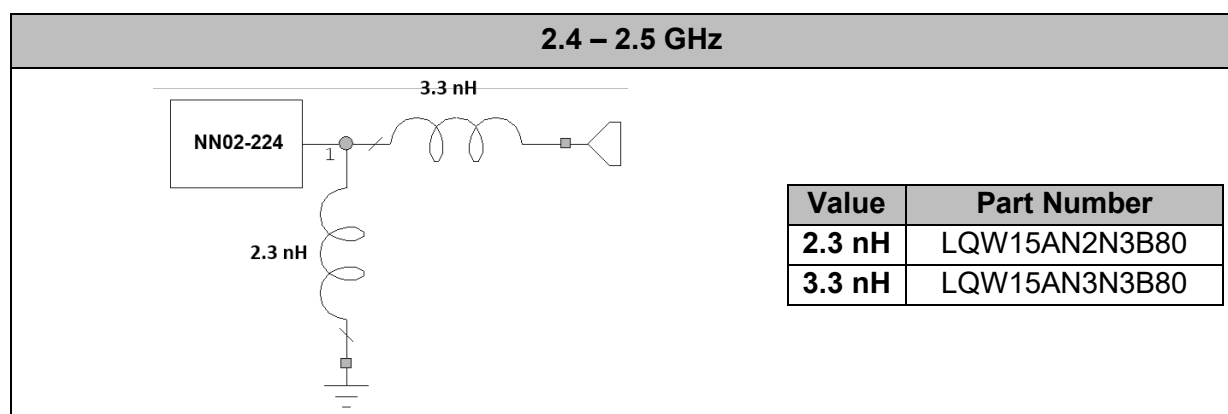 2.4 – 2.5 GHz
3.3 nH
NN02-224
1
2.3 nH
Value Part Number
2.3 nH LQW15AN2N3B80
3.3 nH LQW15AN3N3B80